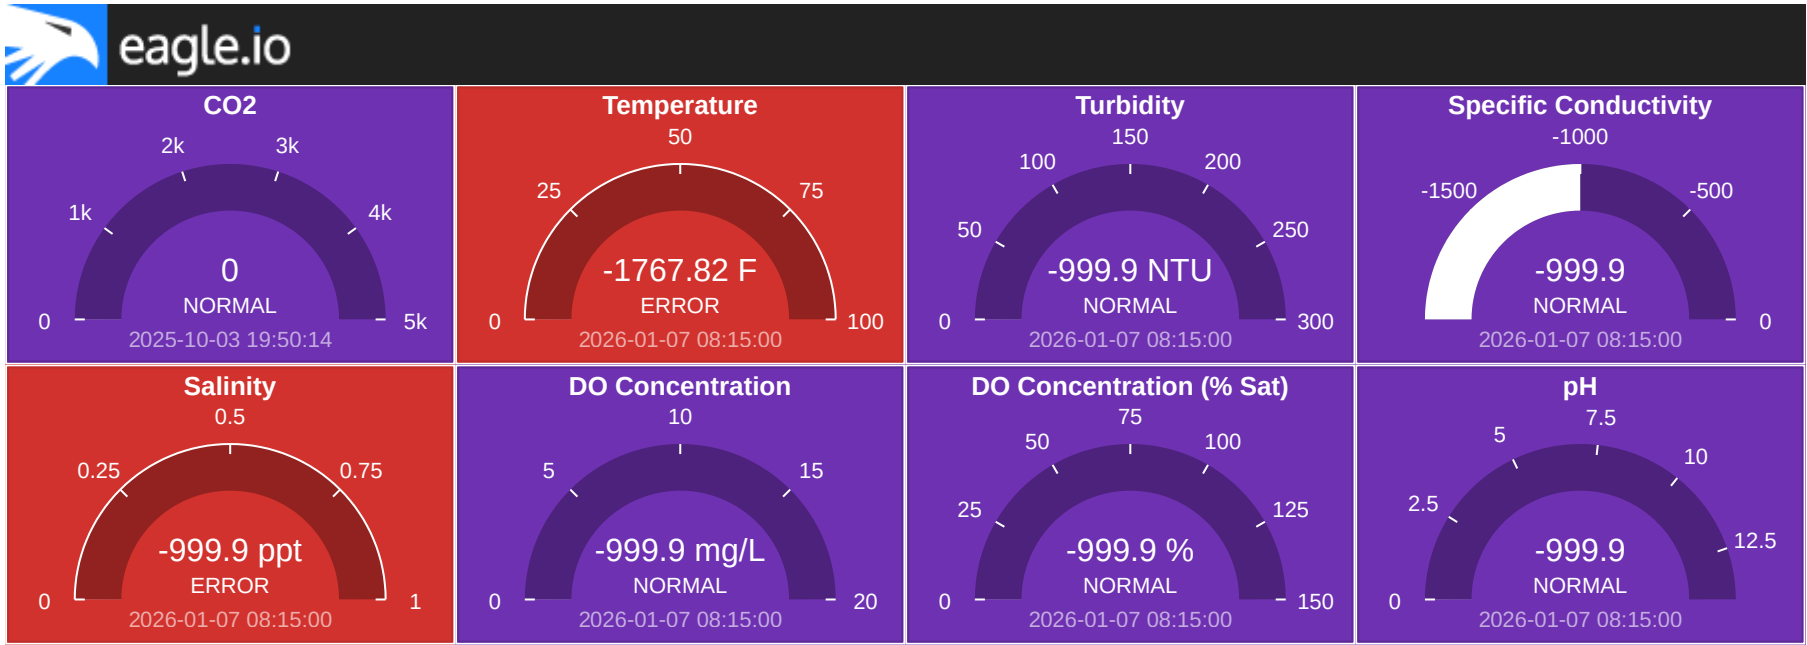 eagle.io
CO2
2k
3k
1k
4k
0
NORMAL
0
5k
2025-10-03 19:50:14
Temperature
50
25
75
-1767.82 F
ERROR
0
100
2026-01-07 08:15:00
Turbidity
150
100
200
50
250
-999.9 NTU
NORMAL
0
300
2026-01-07 08:15:00
Specific Conductivity
-1000
-1500
-500
-999.9
NORMAL
0
2026-01-07 08:15:00
Salinity
0.5
0.25
0.75
-999.9 ppt
ERROR
0
1
2026-01-07 08:15:00
DO Concentration
10
5
15
-999.9 mg/L
NORMAL
0
20
2026-01-07 08:15:00
DO Concentration (% Sat)
75
50
100
25
125
-999.9 %
NORMAL
0
150
2026-01-07 08:15:00
pH
7.5
5
10
2.5
12.5
-999.9
NORMAL
0
2026-01-07 08:15:00